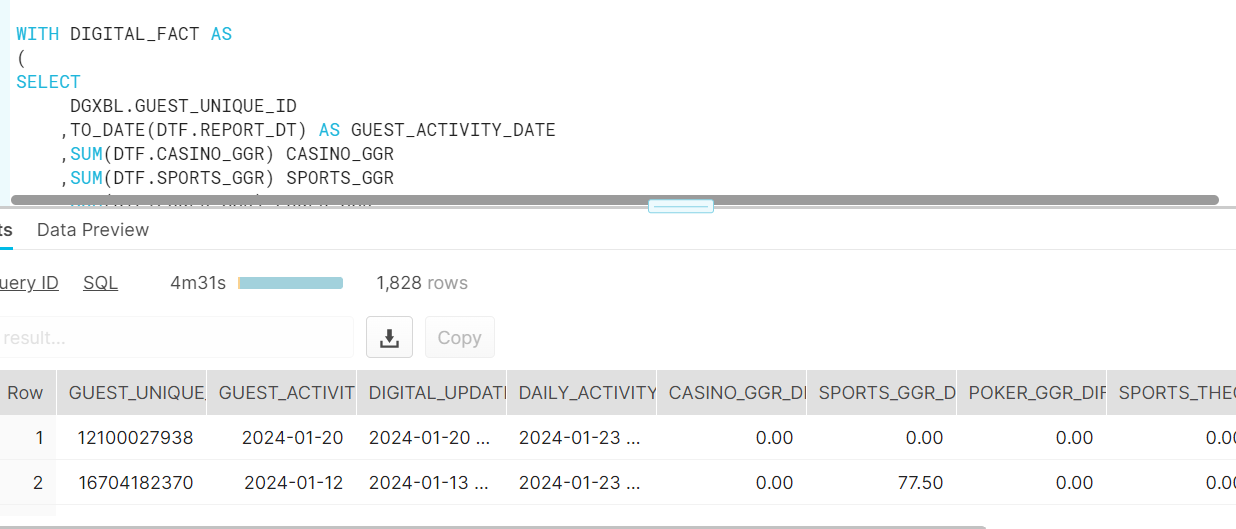 WITH DIGITAL_FACT AS
(
SELECT
DGXBL.GUEST_UNIQUE_ID
,TO_DATE(DTF.REPORT_DT) AS GUEST_ACTIVITY_DATE
,SUM(DTF.CASINO_GGR) CASINO_GGR
,SUM(DTF.SPORTS_GGR) SPORTS_GGR
ts Data Preview
uery ID SQL 4m31s 1,828 rows
result... Copy
Row GUEST_UNIQUE_ GUEST_ACTIVIT DIGITAL_UPDAT DAILY_ACTIVITY CASINO_GGR_DI SPORTS_GGR_D POKER_GGR_DIF SPORTS_THEO
1 12100027938 2024-01-20 2024-01-20 ... 2024-01-23 ... 0.00 0.00 0.00 0.00
2 16704182370 2024-01-12 2024-01-13 ... 2024-01-23 ... 0.00 77.50 0.00 0.00